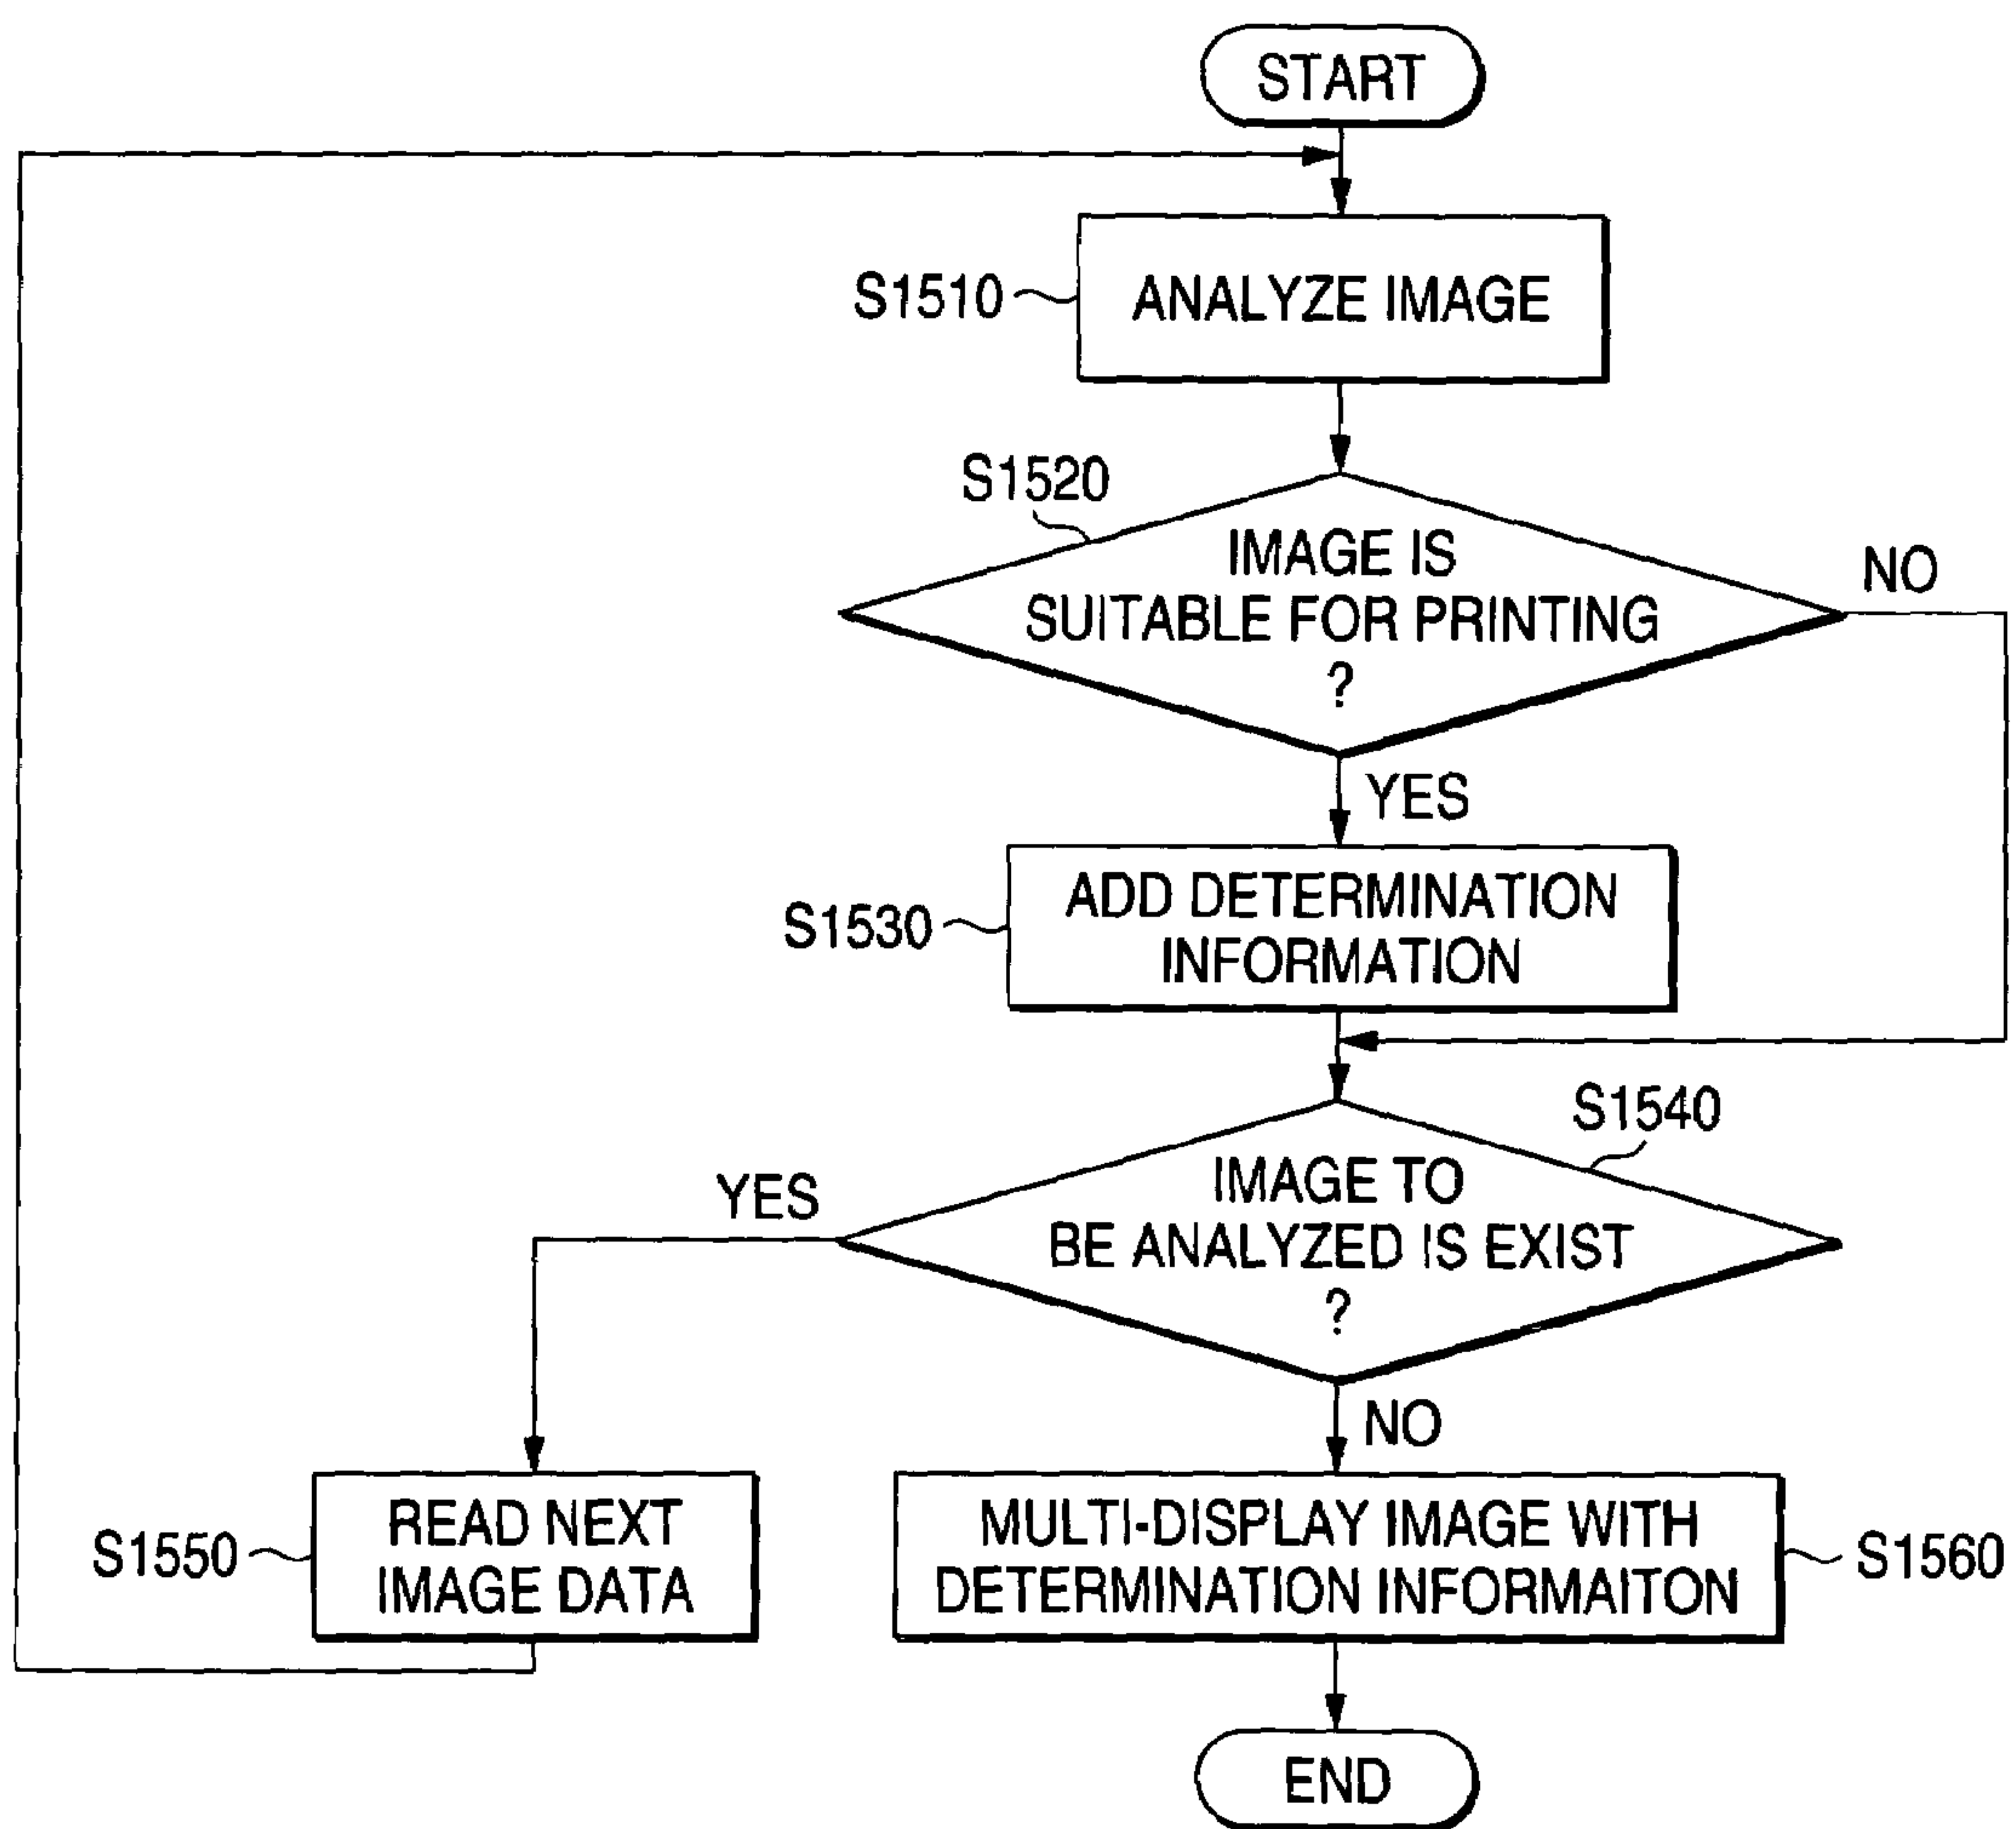 START
S1510
ANALYZE IMAGE
S1520
IMAGE IS
SUITABLE FOR PRINTING
?
NO
YES
S1530
ADD DETERMINATION
INFORMATION
S1540
IMAGE TO
BE ANALYZED IS EXIST
?
YES
NO
S1550
READ NEXT
IMAGE DATA
MULTI-DISPLAY IMAGE WITH
DETERMINATION INFORMAITON
S1560
END